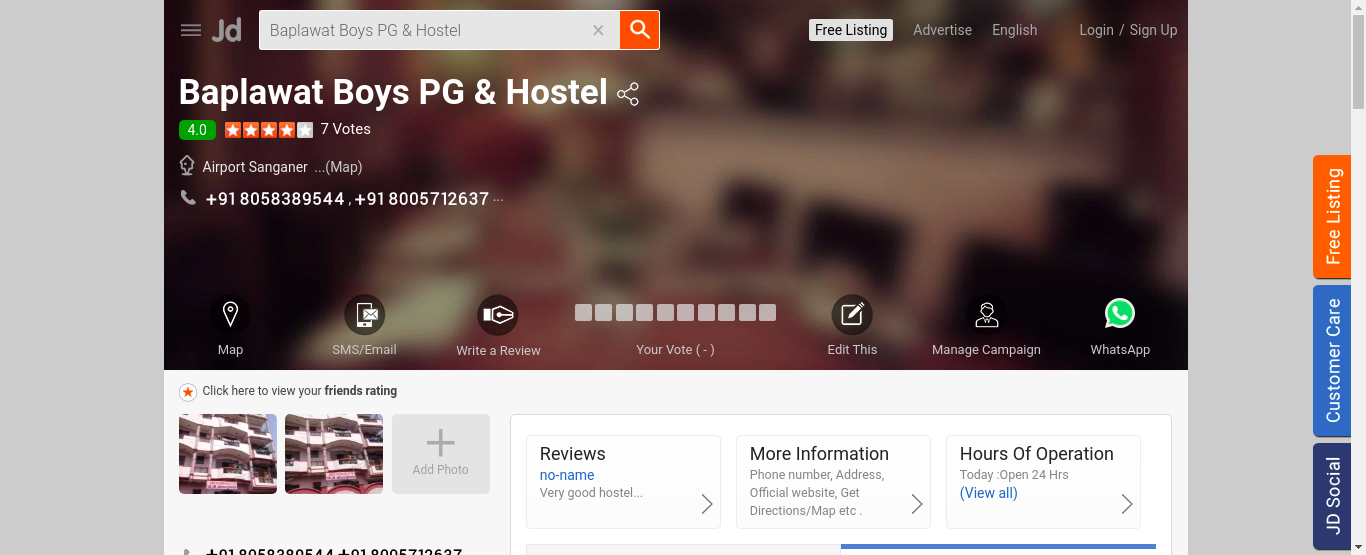 Jd Baplawat Boys PG & Hostel × Free Listing Advertise English Login / Sign Up
Baplawat Boys PG & Hostel
4.0 7 Votes
Airport Sanganer ...(Map)
+91 8058389544 , +91 8005712637 ...
Map SMS/Email Write a Review Your Vote ( - ) Edit This Manage Campaign WhatsApp
Click here to view your friends rating
Add Photo
Reviews
no-name
Very good hostel...
More Information
Phone number, Address,
Official website, Get
Directions/Map etc .
Hours Of Operation
Today :Open 24 Hrs
(View all)
+91 8058389544 +91 8005712637
Free Listing
Customer Care
JD Social